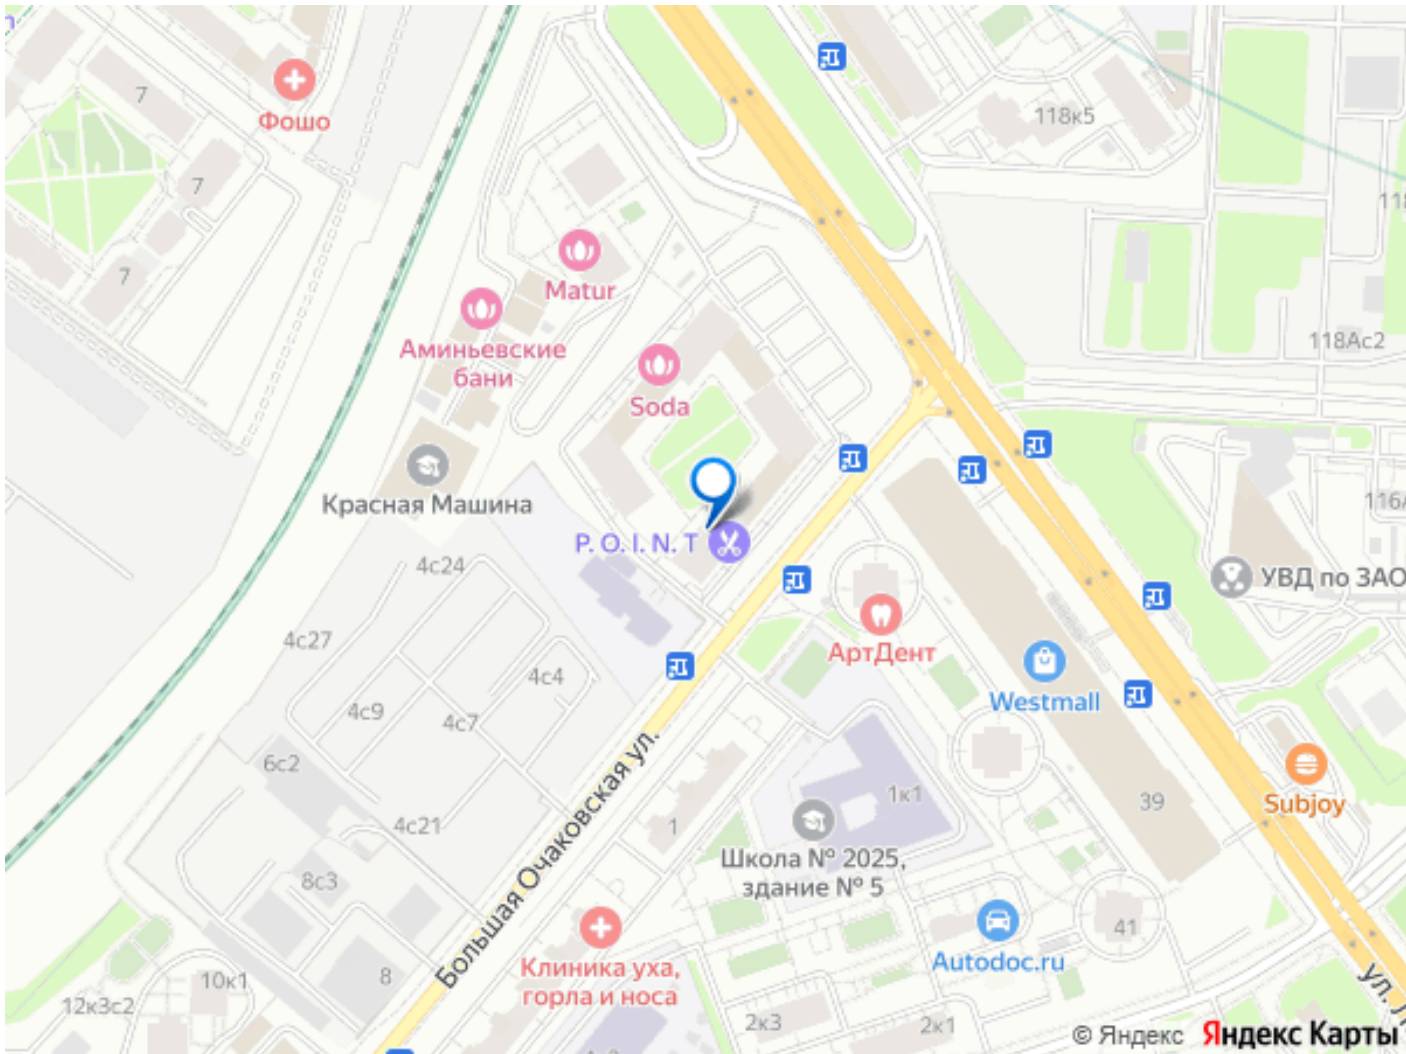 7
Фошо
118к5
7
7
Matur
Аминьевские
бани
118Ас2
Soda
Красная Машина
P. O. I. N. T
4с24
УВД по ЗАО
4с27
АртДент
4с4
Westmall
4с9
4с7
6с2
Большая Очаковская ул.
1к1
39
Subjoy
4с21
1
Школа № 2025,
здание № 5
8с3
41
Autodoc.ru
Клиника уха,
горла и носа
10к1
8
12к3с2
2к3
2к1
ул.
© Яндекс Яндекс Карты